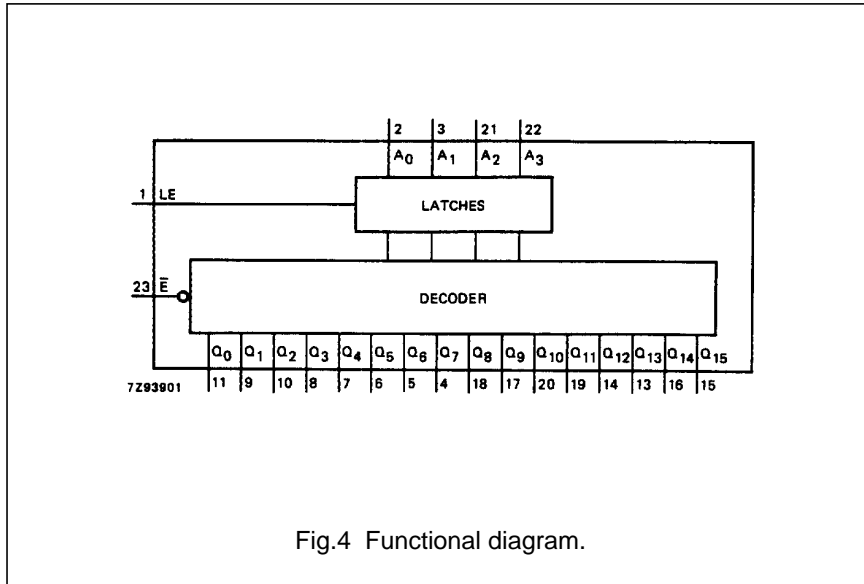 2 3 21 22
A0 A1 A2 A3
1 LE
LATCHES
23 E̅
DECODER
Q0 Q1 Q2 Q3 Q4 Q5 Q6 Q7 Q8 Q9 Q10 Q11 Q12 Q13 Q14 Q15
7Z93901 11 9 10 8 7 6 5 4 18 17 20 19 14 13 16 15
Fig.4 Functional diagram.